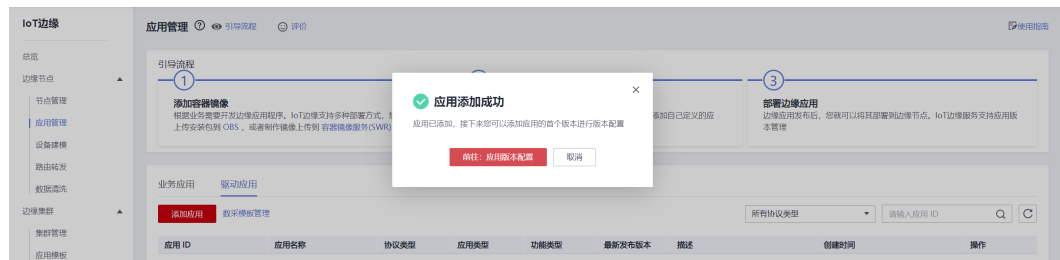 IoT边缘
总览
边缘节点
节点管理
应用管理
设备建模
路由转发
数据清洗
边缘集群
集群管理
应用模板
应用管理 引导流程 评价 使用指南
引导流程
1
添加容器镜像
根据业务需要开发边缘应用程序。IoT边缘支持多种部署方式,
上传安装包到 OBS ，或者制作镜像上传到 容器镜像服务(SWR)
应用添加成功
应用已添加，接下来您可以添加应用的首个版本进行版本配置
前往：应用版本配置 取消
添加自己定义的应
3
部署边缘应用
边缘应用发布后，您就可以将其部署到边缘节点。IoT边缘服务支持应用版
本管理
业务应用 驱动应用
添加应用 数采模板管理 所有协议类型 请输入应用 ID
应用 ID 应用名称 协议类型 应用类型 功能类型 最新发布版本 描述 创建时间 操作